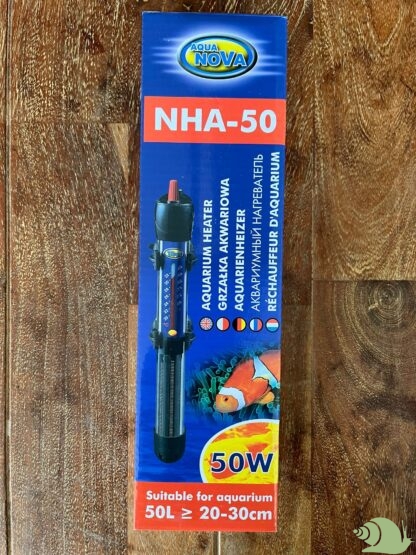 AQUA
NOVA
NHA-50
AQUARIUM HEATER
GRZAŁKA AKWARIOWA
AQUARIENHEIZER
АКВАРИУМНЫЙ НАГРЕВАТЕЛЬ
RÉCHAUFFEUR D'AQUARIUM
50W
Suitable for aquarium
50L ≥ 20-30cm